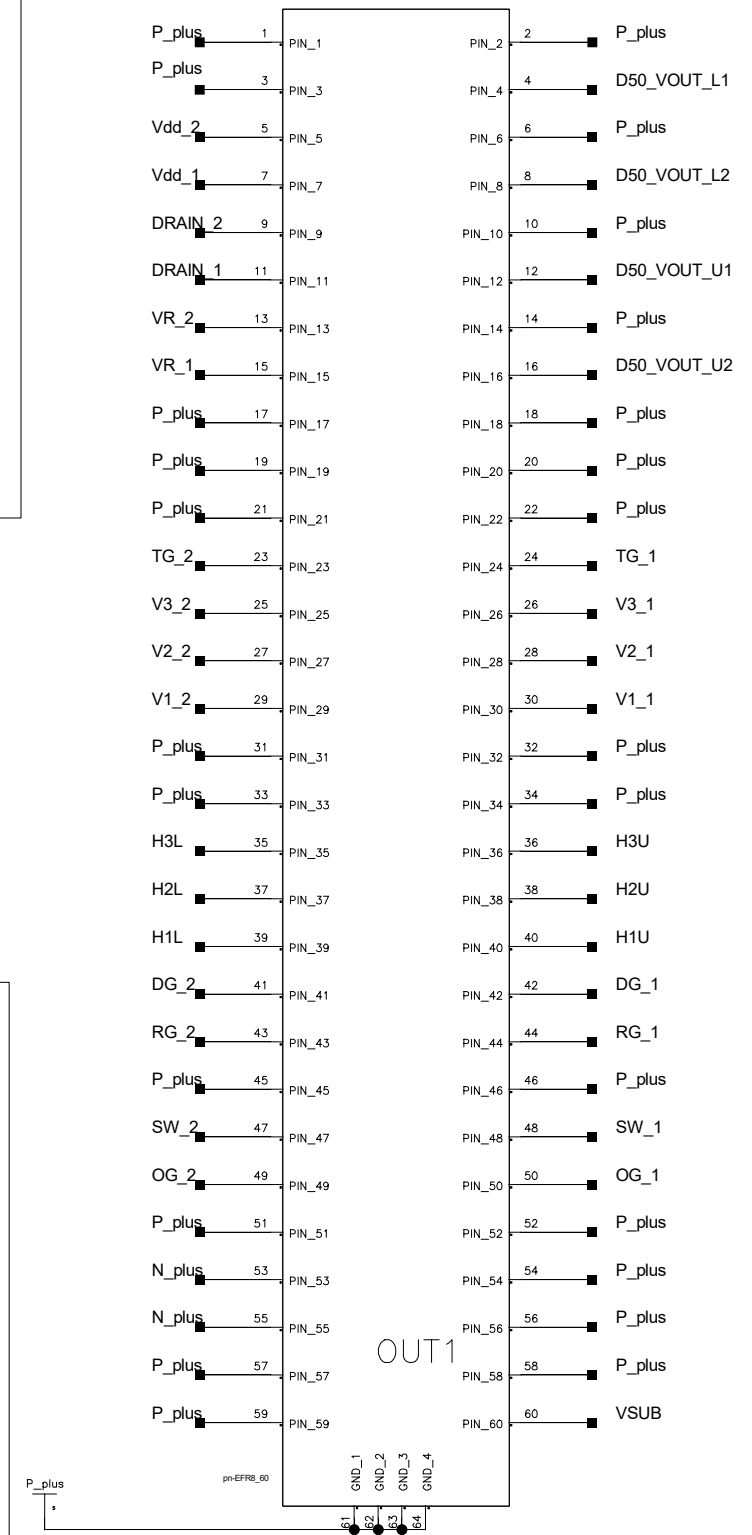 P_plus 1 PIN_1 PIN_2 2 P_plus
P_plus 3 PIN_3 PIN_4 4 D50_VOUT_L1
Vdd_2 5 PIN_5 PIN_6 6 P_plus
Vdd_1 7 PIN_7 PIN_8 8 D50_VOUT_L2
DRAIN_2 9 PIN_9 PIN_10 10 P_plus
DRAIN_1 11 PIN_11 PIN_12 12 D50_VOUT_U1
VR_2 13 PIN_13 PIN_14 14 P_plus
VR_1 15 PIN_15 PIN_16 16 D50_VOUT_U2
P_plus 17 PIN_17 PIN_18 18 P_plus
P_plus 19 PIN_19 PIN_20 20 P_plus
P_plus 21 PIN_21 PIN_22 22 P_plus
TG_2 23 PIN_23 PIN_24 24 TG_1
V3_2 25 PIN_25 PIN_26 26 V3_1
V2_2 27 PIN_27 PIN_28 28 V2_1
V1_2 29 PIN_29 PIN_30 30 V1_1
P_plus 31 PIN_31 PIN_32 32 P_plus
P_plus 33 PIN_33 PIN_34 34 P_plus
H3L 35 PIN_35 PIN_36 36 H3U
H2L 37 PIN_37 PIN_38 38 H2U
H1L 39 PIN_39 PIN_40 40 H1U
DG_2 41 PIN_41 PIN_42 42 DG_1
RG_2 43 PIN_43 PIN_44 44 RG_1
P_plus 45 PIN_45 PIN_46 46 P_plus
SW_2 47 PIN_47 PIN_48 48 SW_1
OG_2 49 PIN_49 PIN_50 50 OG_1
P_plus 51 PIN_51 PIN_52 52 P_plus
N_plus 53 PIN_53 PIN_54 54 P_plus
N_plus 55 PIN_55 PIN_56 56 P_plus
OUT1
P_plus 57 PIN_57 PIN_58 58 P_plus
P_plus 59 PIN_59 PIN_60 60 VSUB
pn-EFR8_60
GND_1 GND_2 GND_3 GND_4
P_plus
61 62 63 64